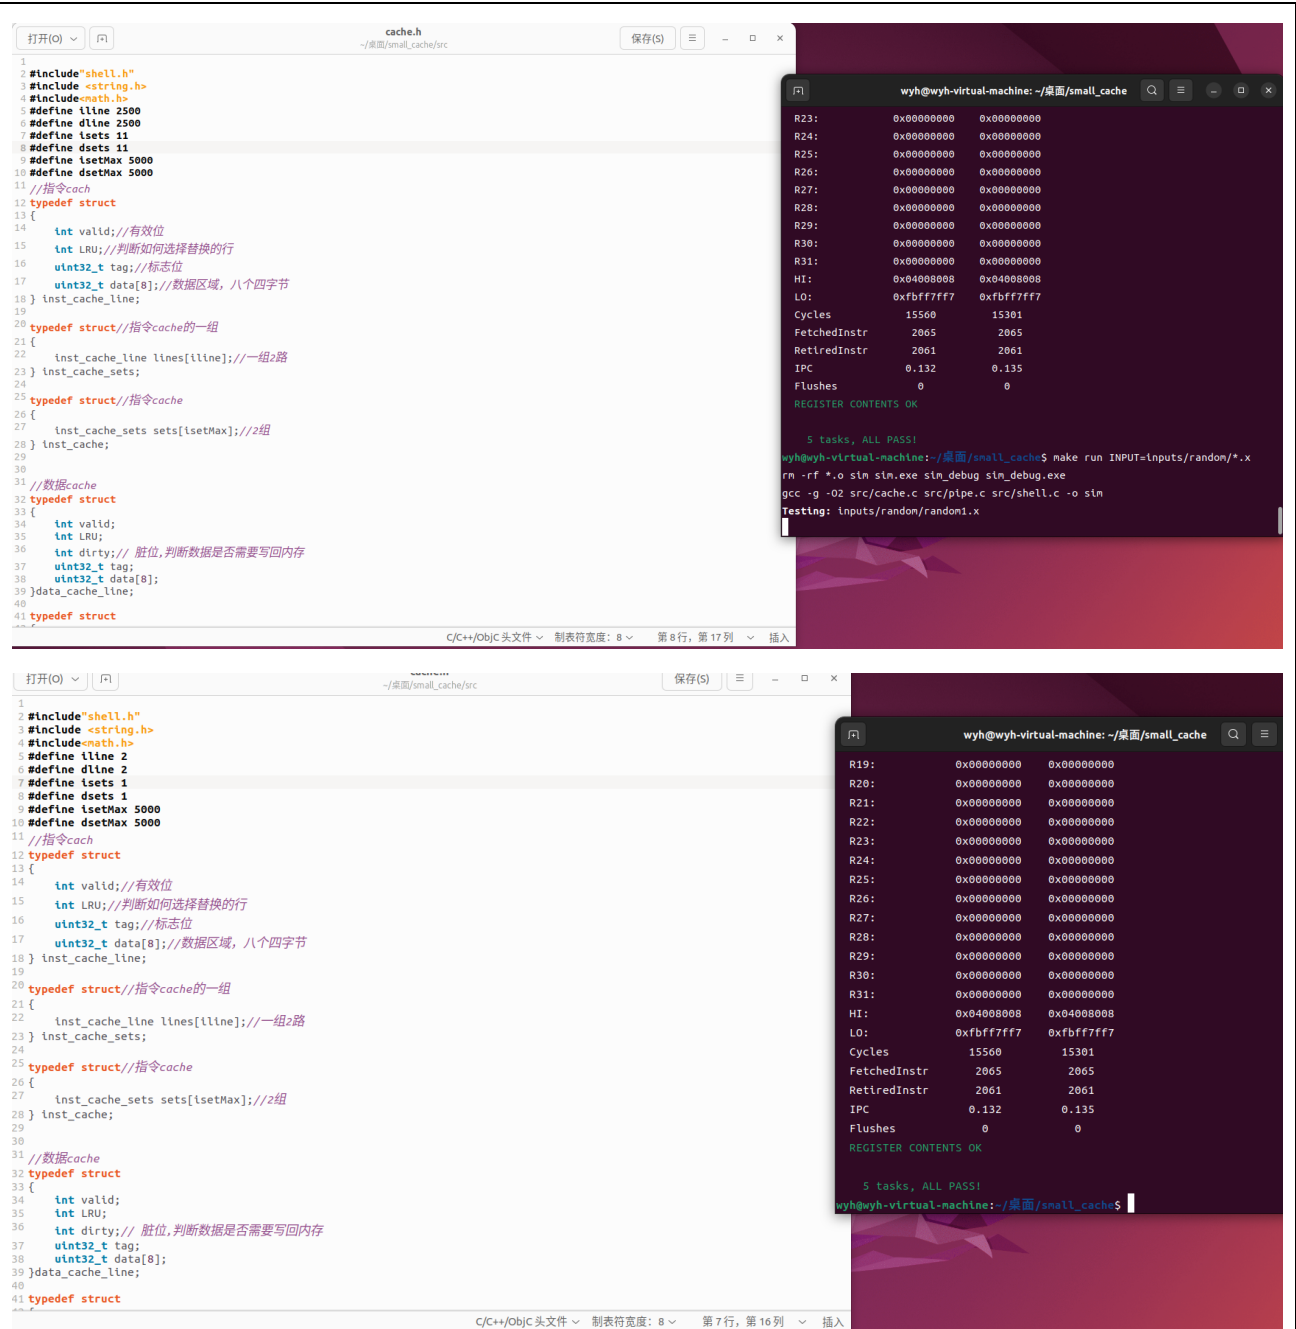 打开(O)
cache.h
~/桌面/small_cache/src
保存(S)
1
2 #include"shell.h"
3 #include <string.h>
4 #include<math.h>
5 #define iline 2500
6 #define dline 2500
7 #define isets 11
8 #define dsets 11
9 #define isetMax 5000
10 #define dsetMax 5000
11 //指令cach
12 typedef struct
13 {
14 int valid;//有效位
15 int LRU;//判断如何选择替换的行
16 uint32_t tag;//标志位
17 uint32_t data[8];//数据区域，八个四字节
18 } inst_cache_line;
19
20 typedef struct//指令cache的一组
21 {
22 inst_cache_line lines[iline];//一组2路
23 } inst_cache_sets;
24
25 typedef struct//指令cache
26 {
27 inst_cache_sets sets[isetMax];//2组
28 } inst_cache;
29
30
31 //数据cache
32 typedef struct
33 {
34 int valid;
35 int LRU;
36 int dirty;// 脏位,判断数据是否需要写回内存
37 uint32_t tag;
38 uint32_t data[8];
39 }data_cache_line;
40
41 typedef struct
C/C++/ObjC 头文件 制表符宽度：8 第 8 行，第 17 列 插入
wyh@wyh-virtual-machine: ~/桌面/small_cache
R23: 0x00000000 0x00000000
R24: 0x00000000 0x00000000
R25: 0x00000000 0x00000000
R26: 0x00000000 0x00000000
R27: 0x00000000 0x00000000
R28: 0x00000000 0x00000000
R29: 0x00000000 0x00000000
R30: 0x00000000 0x00000000
R31: 0x00000000 0x00000000
HI: 0x04008008 0x04008008
LO: 0xfbff7ff7 0xfbff7ff7
Cycles 15560 15301
FetchedInstr 2065 2065
RetiredInstr 2061 2061
IPC 0.132 0.135
Flushes 0 0
REGISTER CONTENTS OK
5 tasks, ALL PASS!
wyh@wyh-virtual-machine:~/桌面/small_cache$ make run INPUT=inputs/random/*.x
rm -rf *.o sim sim.exe sim_debug sim_debug.exe
gcc -g -O2 src/cache.c src/pipe.c src/shell.c -o sim
Testing: inputs/random/random1.x
打开(O)
cache.h
~/桌面/small_cache/src
保存(S)
1
2 #include"shell.h"
3 #include <string.h>
4 #include<math.h>
5 #define iline 2
6 #define dline 2
7 #define isets 1
8 #define dsets 1
9 #define isetMax 5000
10 #define dsetMax 5000
11 //指令cach
12 typedef struct
13 {
14 int valid;//有效位
15 int LRU;//判断如何选择替换的行
16 uint32_t tag;//标志位
17 uint32_t data[8];//数据区域，八个四字节
18 } inst_cache_line;
19
20 typedef struct//指令cache的一组
21 {
22 inst_cache_line lines[iline];//一组2路
23 } inst_cache_sets;
24
25 typedef struct//指令cache
26 {
27 inst_cache_sets sets[isetMax];//2组
28 } inst_cache;
29
30
31 //数据cache
32 typedef struct
33 {
34 int valid;
35 int LRU;
36 int dirty;// 脏位,判断数据是否需要写回内存
37 uint32_t tag;
38 uint32_t data[8];
39 }data_cache_line;
40
41 typedef struct
C/C++/ObjC 头文件 制表符宽度：8 第 7 行，第 16 列 插入
wyh@wyh-virtual-machine: ~/桌面/small_cache
R19: 0x00000000 0x00000000
R20: 0x00000000 0x00000000
R21: 0x00000000 0x00000000
R22: 0x00000000 0x00000000
R23: 0x00000000 0x00000000
R24: 0x00000000 0x00000000
R25: 0x00000000 0x00000000
R26: 0x00000000 0x00000000
R27: 0x00000000 0x00000000
R28: 0x00000000 0x00000000
R29: 0x00000000 0x00000000
R30: 0x00000000 0x00000000
R31: 0x00000000 0x00000000
HI: 0x04008008 0x04008008
LO: 0xfbff7ff7 0xfbff7ff7
Cycles 15560 15301
FetchedInstr 2065 2065
RetiredInstr 2061 2061
IPC 0.132 0.135
Flushes 0 0
REGISTER CONTENTS OK
5 tasks, ALL PASS!
wyh@wyh-virtual-machine:~/桌面/small_cache$